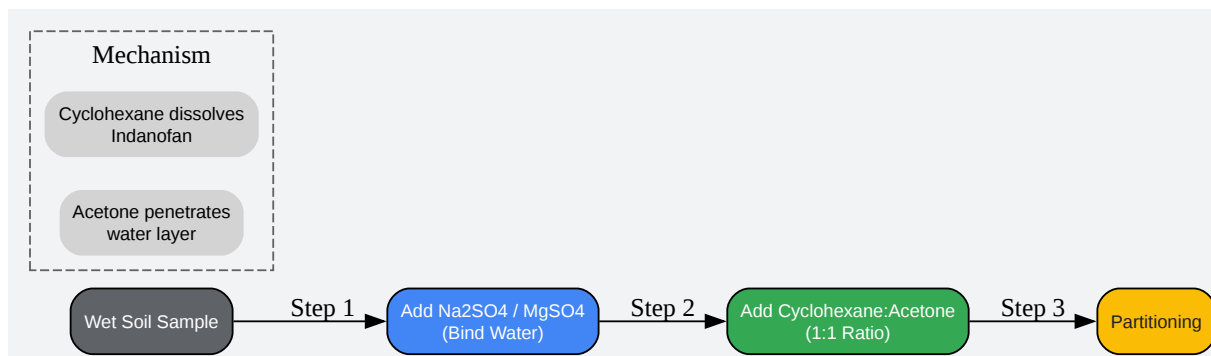 Mechanism
Cyclohexane dissolves
Indanofan
Acetone penetrates
water layer
Wet Soil Sample
Step 1
Add Na2SO4 / MgSO4
(Bind Water)
Step 2
Add Cyclohexane:Acetone
(1:1 Ratio)
Step 3
Partitioning